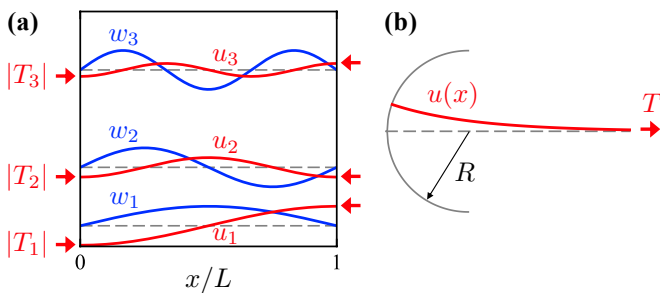 (a)
w₃
u₃
|T₃|
w₂
u₂
|T₂|
w₁
u₁
|T₁|
0
1
x/L
(b)
u(x)
T
R